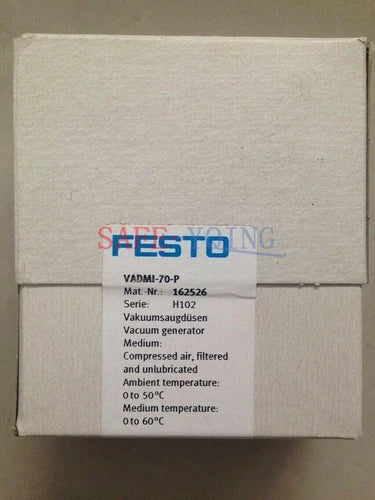 SAFE-YOING
FESTO
VADMI-70-P
Mat.-Nr.: 162526
Serie: H102
Vakuumsaugdüsen
Vacuum generator
Medium:
Compressed air, filtered
and unlubricated
Ambient temperature:
0 to 50°C
Medium temperature:
0 to 60°C